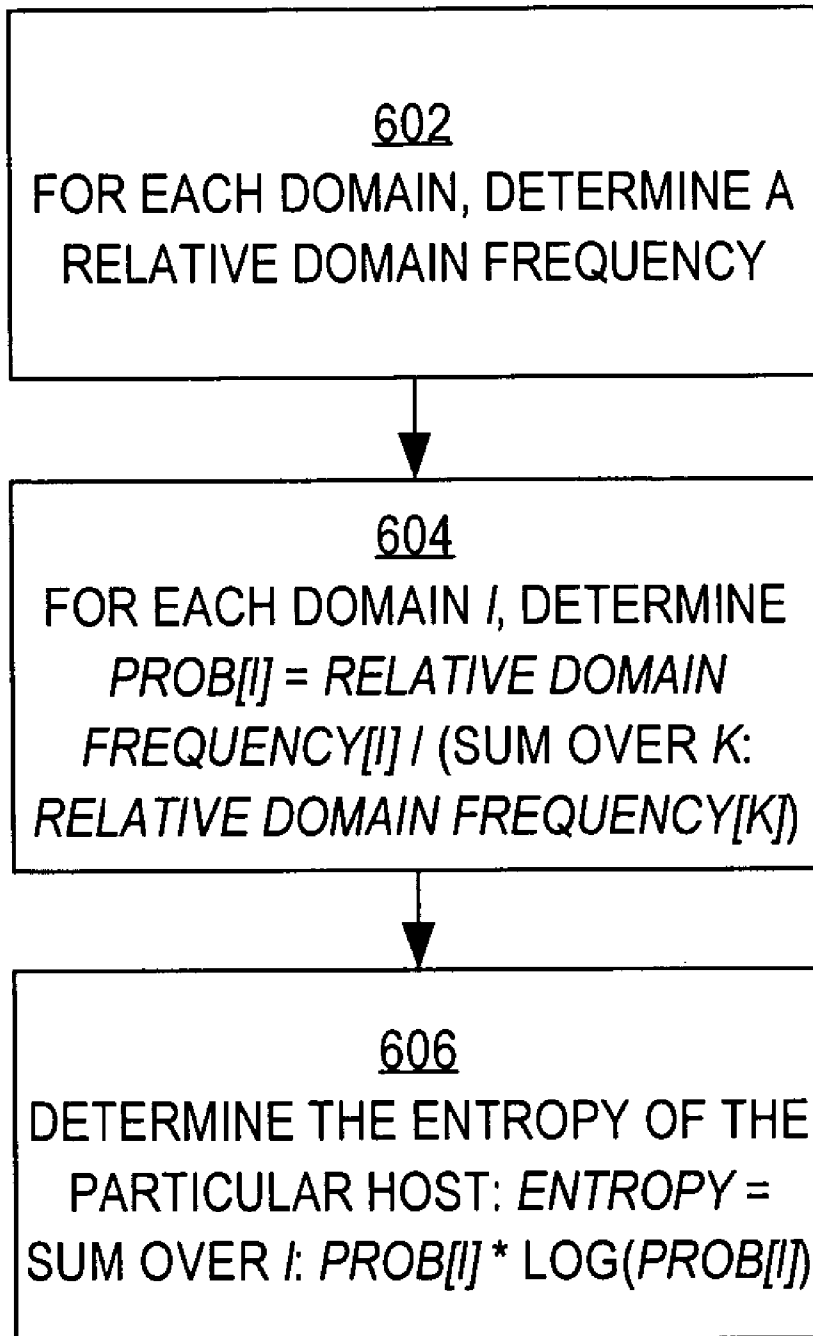 602
FOR EACH DOMAIN, DETERMINE A
RELATIVE DOMAIN FREQUENCY
604
FOR EACH DOMAIN I, DETERMINE
PROB[I] = RELATIVE DOMAIN
FREQUENCY[I] / (SUM OVER K:
RELATIVE DOMAIN FREQUENCY[K])
606
DETERMINE THE ENTROPY OF THE
PARTICULAR HOST: ENTROPY =
SUM OVER I: PROB[I] * LOG(PROB[I])